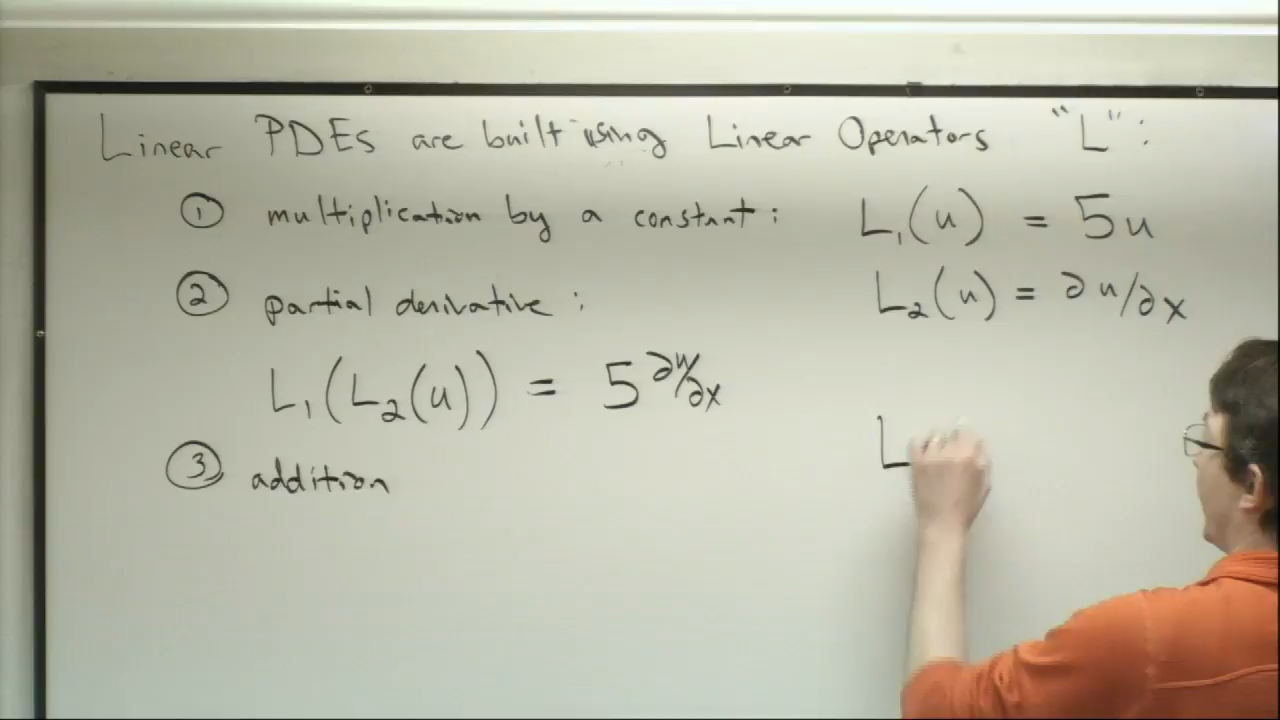 Linear PDEs are built using Linear Operators "L":
① multiplication by a constant: L₁(u) = 5u
② partial derivative: L₂(u) = ∂u/∂x
L₁(L₂(u)) = 5 ∂u/∂x
③ addition L